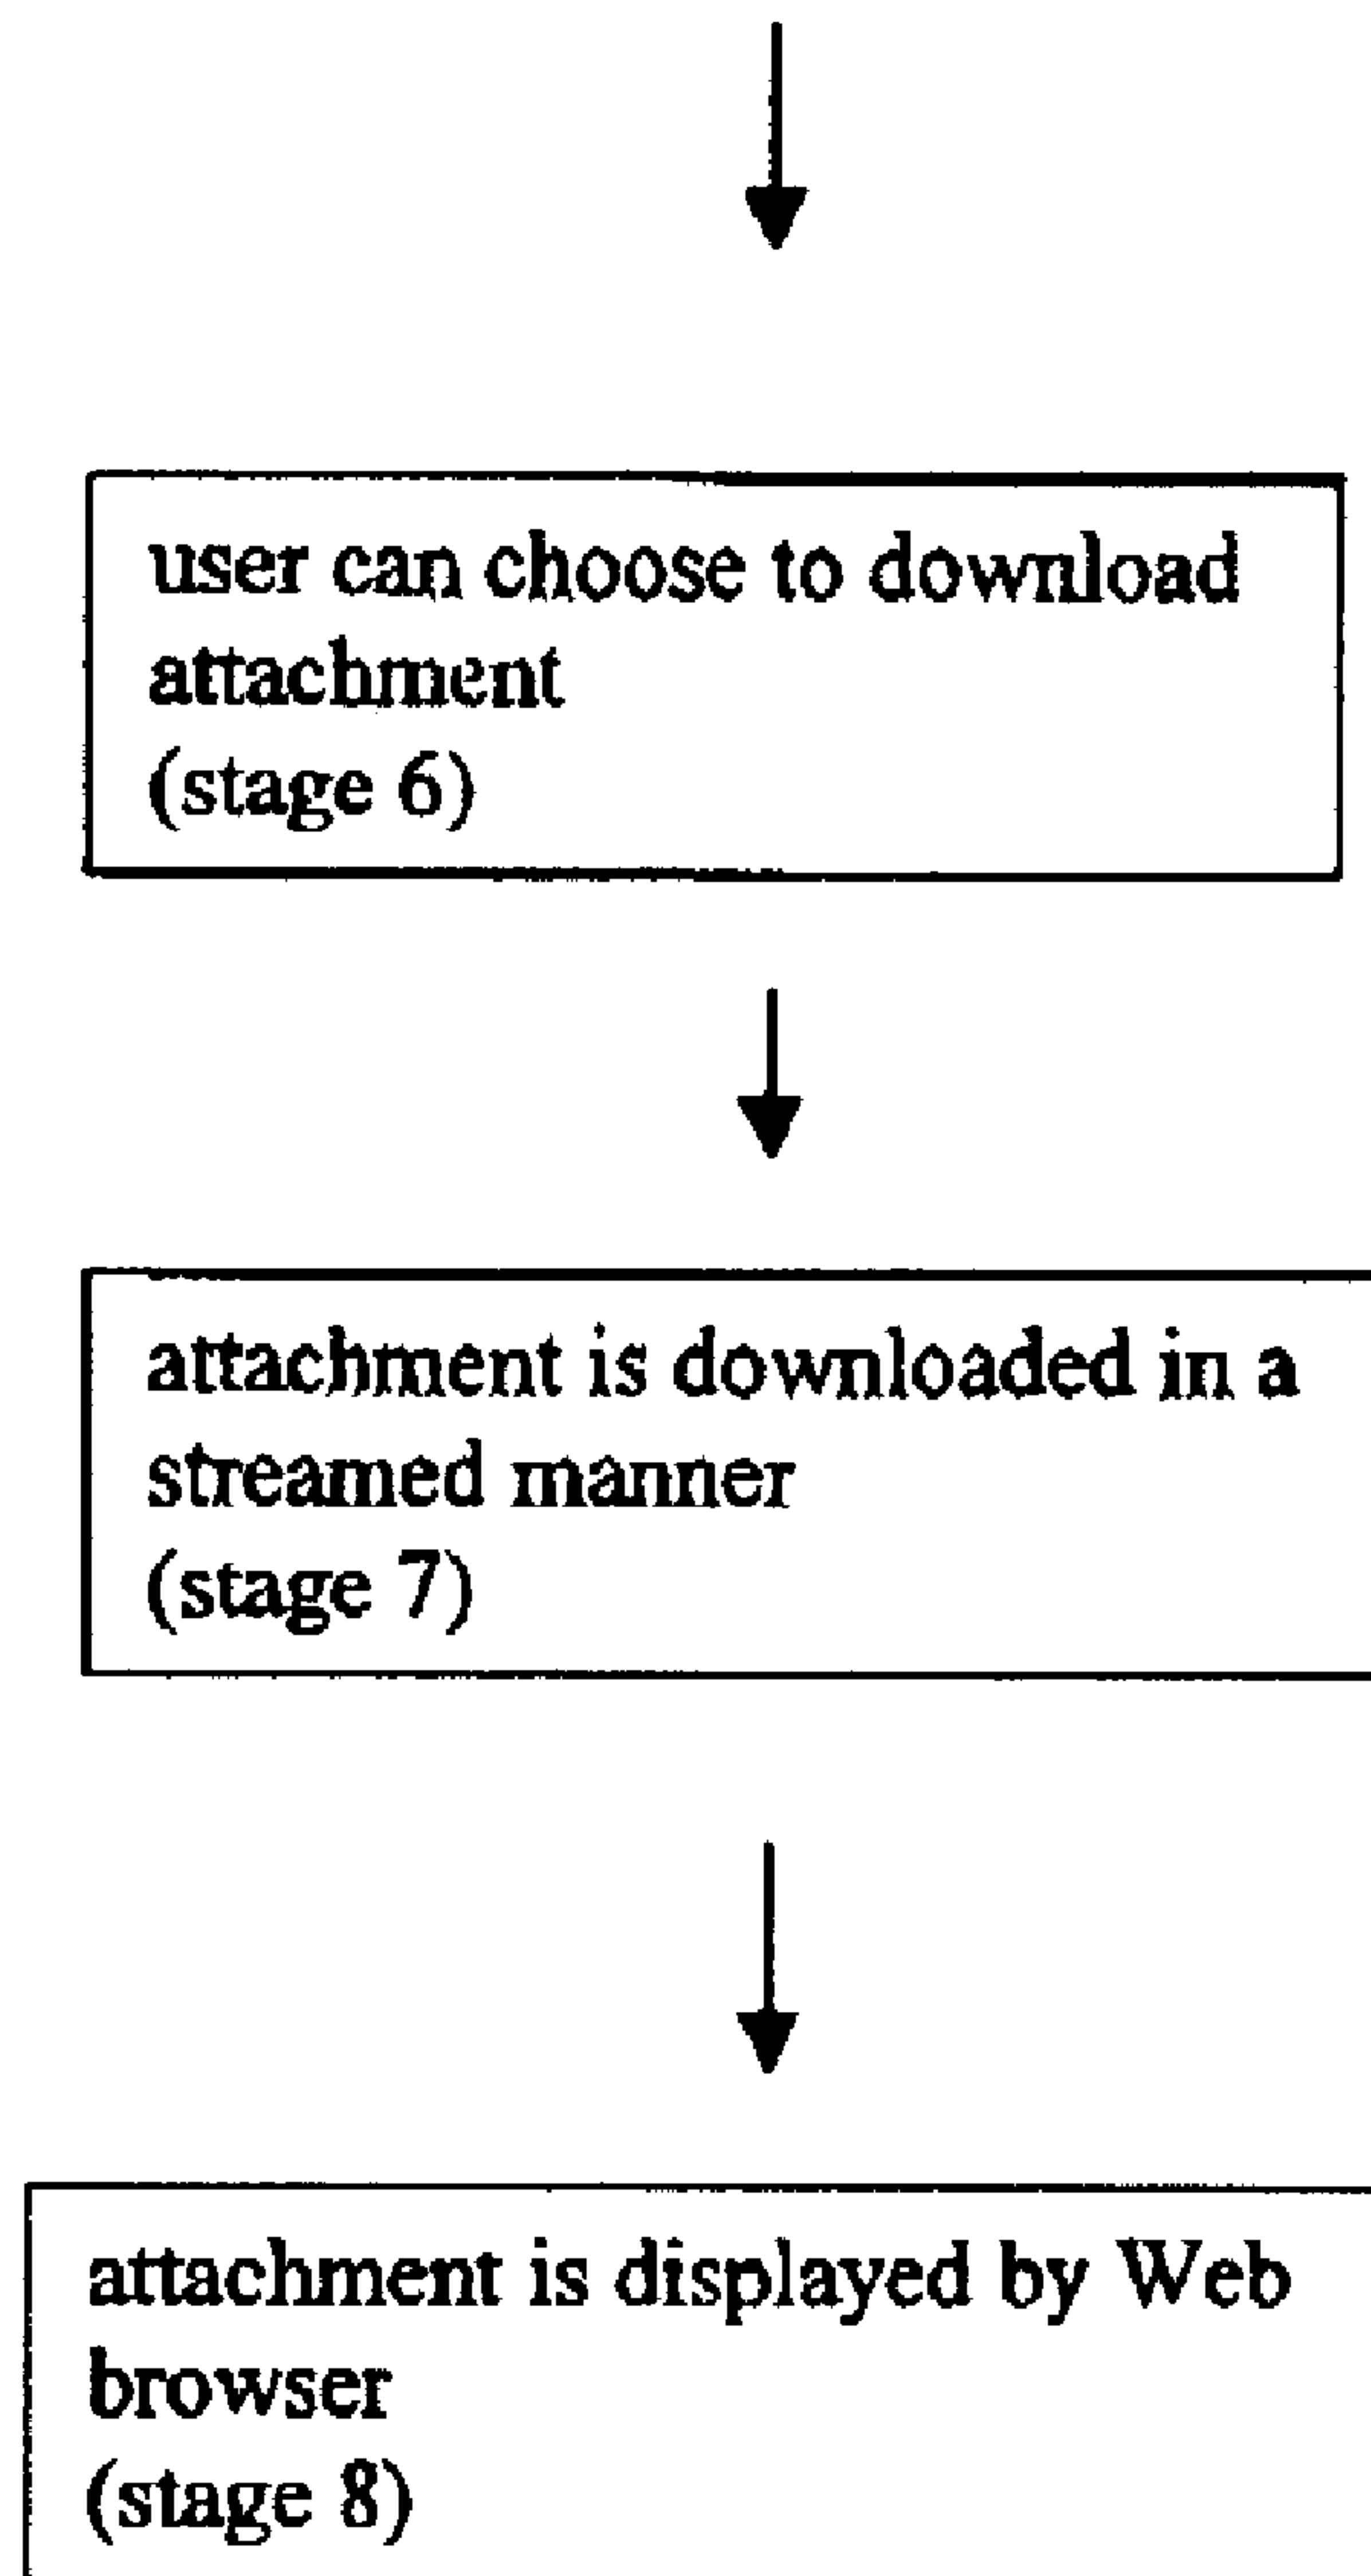 user can choose to download
attachment
(stage 6)
attachment is downloaded in a
streamed manner
(stage 7)
attachment is displayed by Web
browser
(stage 8)